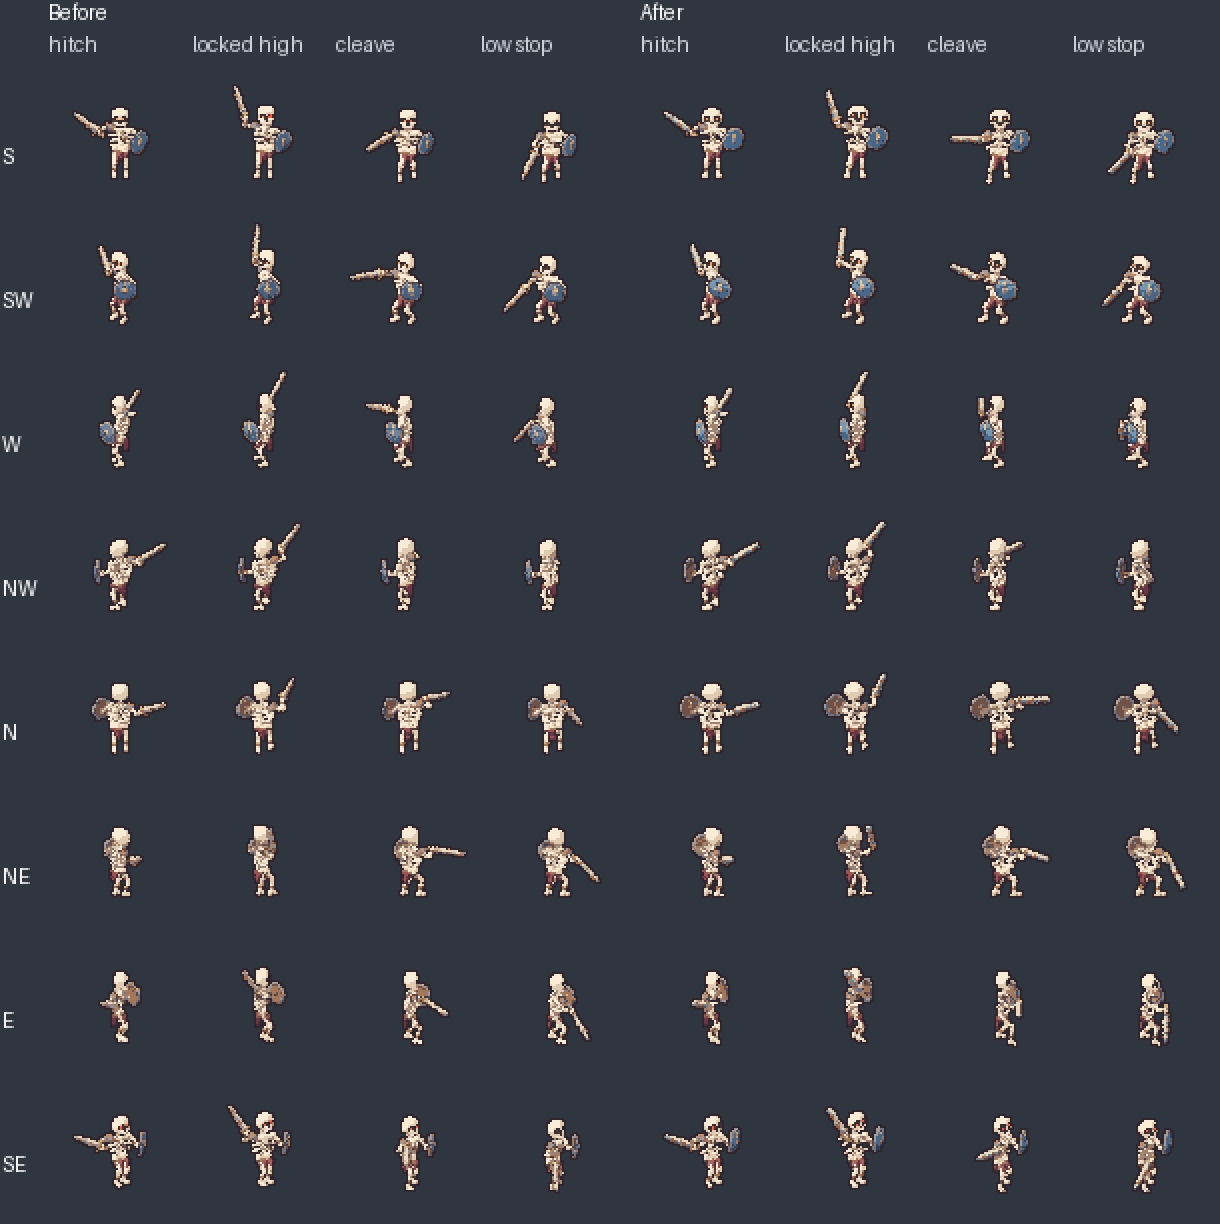 Before After
hitch locked high cleave low stop hitch locked high cleave low stop
S
SW
W
NW
N
NE
E
SE